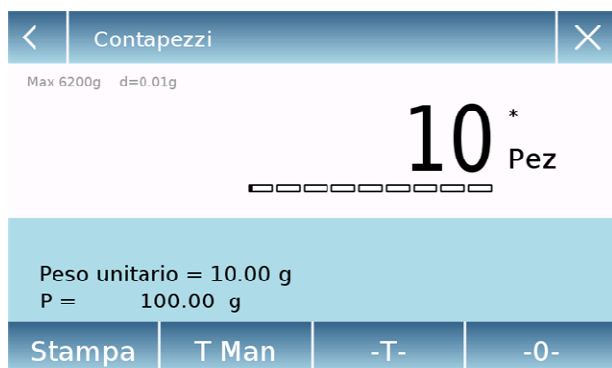 Contapezzi
Max 6200g d=0.01g
10 * Pez
Peso unitario = 10.00 g
P = 100.00 g
Stampa T Man -T- -0-